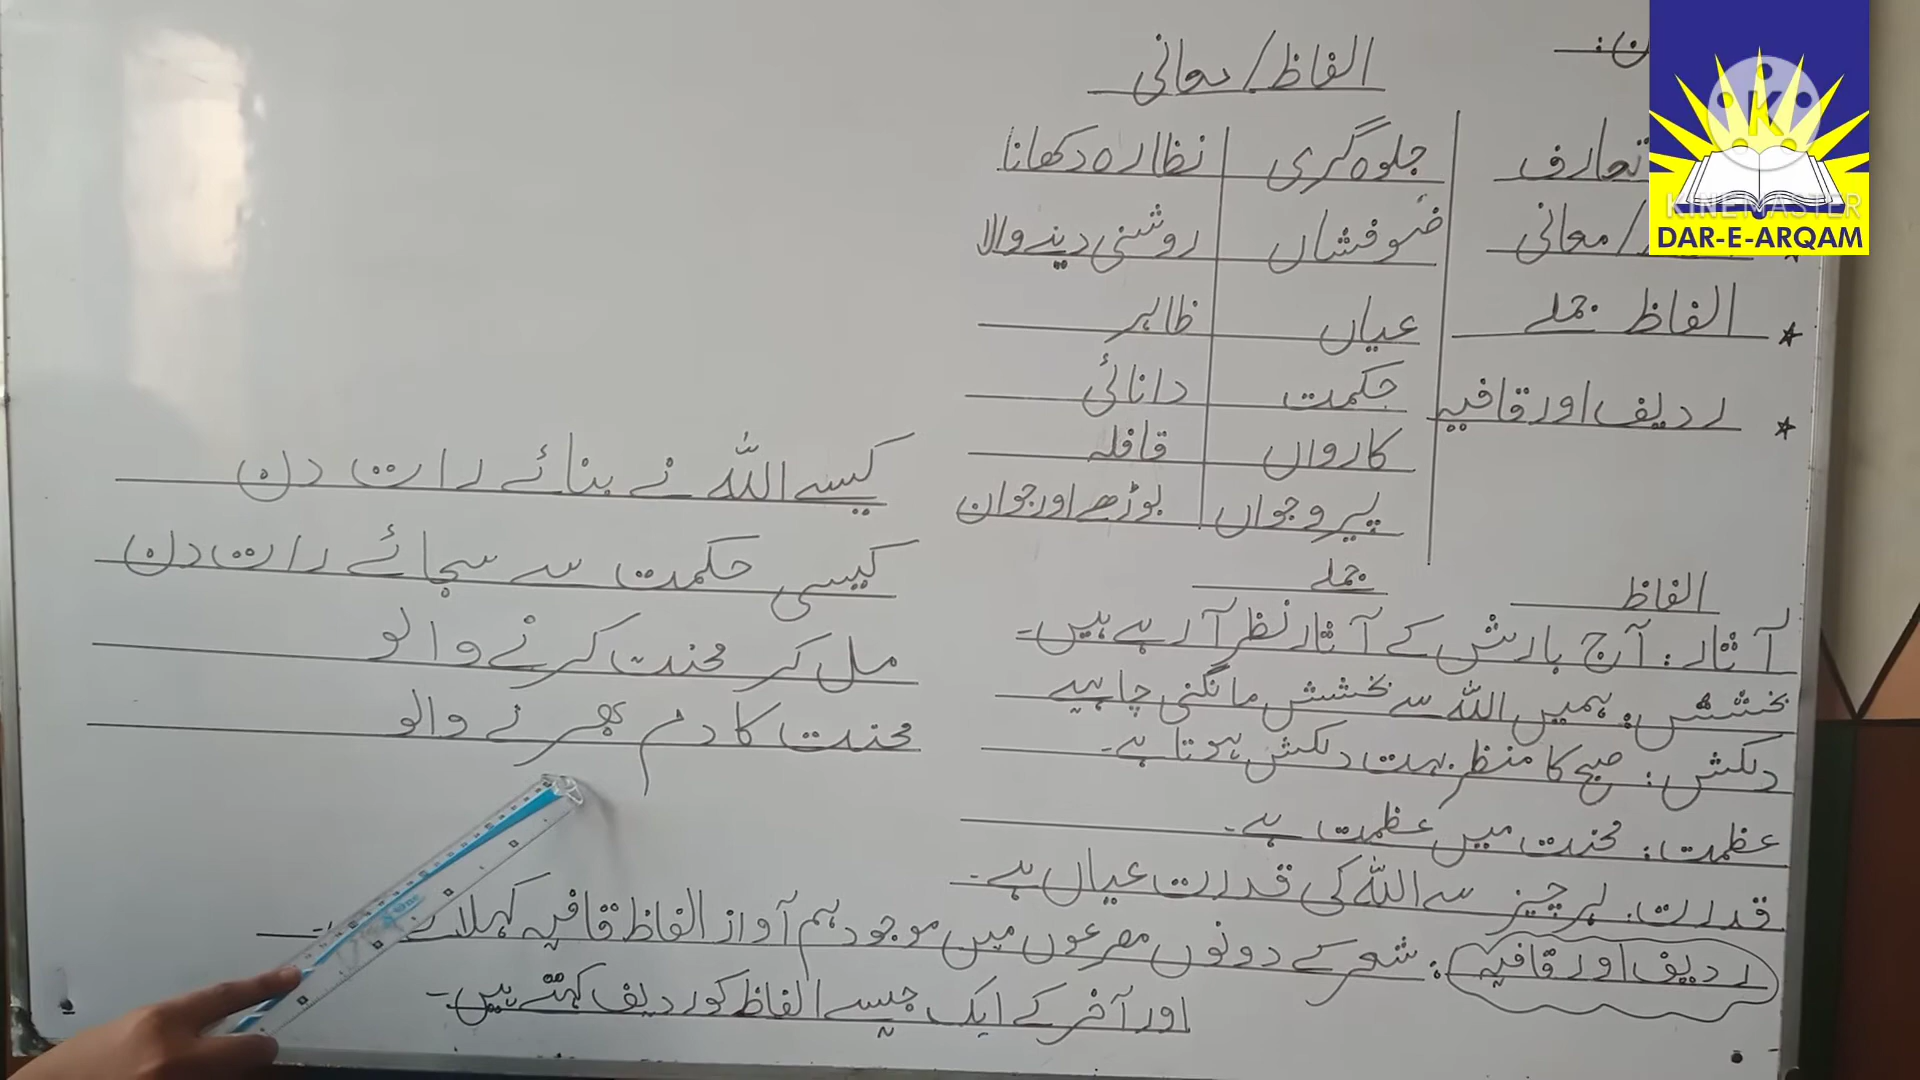 الفاظ/معانی
تعارف
/معانی
الفاظ جملے
ردیف اور قافیہ
جلوہ گری نظارہ دکھانا
ضوفشاں روشنی دینے والا
عیاں ظاہر
حکمت دانائی
کارواں قافلہ
پیر و جواں بوڑھے اور جوان
الفاظ جملے
آثار: آج بارش کے آثار نظر آ رہے ہیں۔
بخشش: ہمیں اللہ سے بخشش مانگنی چاہیے
دلکش: صبح کا منظر بہت دلکش ہوتا ہے۔
عظمت: محنت میں عظمت ہے۔
قدرت: ہر چیز سے اللہ کی قدرت عیاں ہے۔
ردیف اور قافیہ: شعر کے دونوں مصرعوں میں موجود ہم آواز الفاظ قافیہ
اور آخر کے ایک جیسے الفاظ کو ردیف کہتے ہیں۔
کیسے اللہ نے بنائے رات دن
کیسی حکمت سے سجائے رات دن
مل کر محنت کرنے والو
محنت کا دم بھرنے والو
K
KINEMASTER
DAR-E-ARQAM